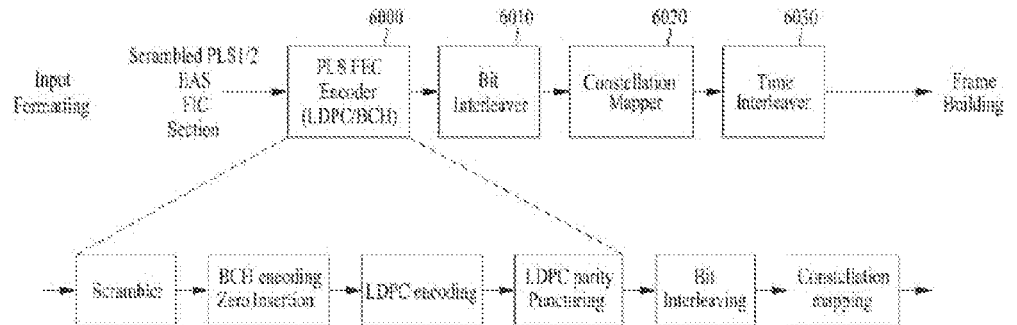 6000
6010
6020
6030
Input
Formatting
Scrambled PLS1/2
EAS
FIC
Section
PLS FEC
Encoder
(LDPC/BCH)
Bit
Interleaver
Constellation
Mapper
Time
Interleaver
Frame
Building
Scrambler
BCH encoding
Zero Insertion
LDPC encoding
LDPC parity
Puncturing
Bit
Interleaving
Constellation
mapping